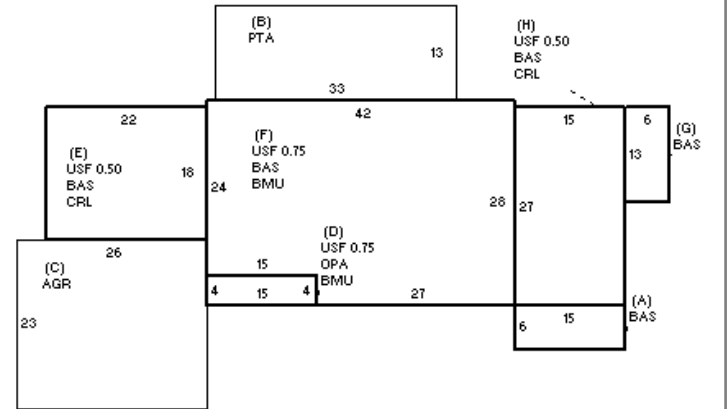 (B)
PTA
13
33
(H)
USF 0.50
BAS
CRL
22
(E)
USF 0.50
BAS
CRL
18
42
(F)
USF 0.75
BAS
BMU
24
28
15
27
6
13
(G)
BAS
26
(C)
AGR
23
15
(D)
USF 0.75
OPA
BMU
4
15
4
27
(A)
BAS
15
6